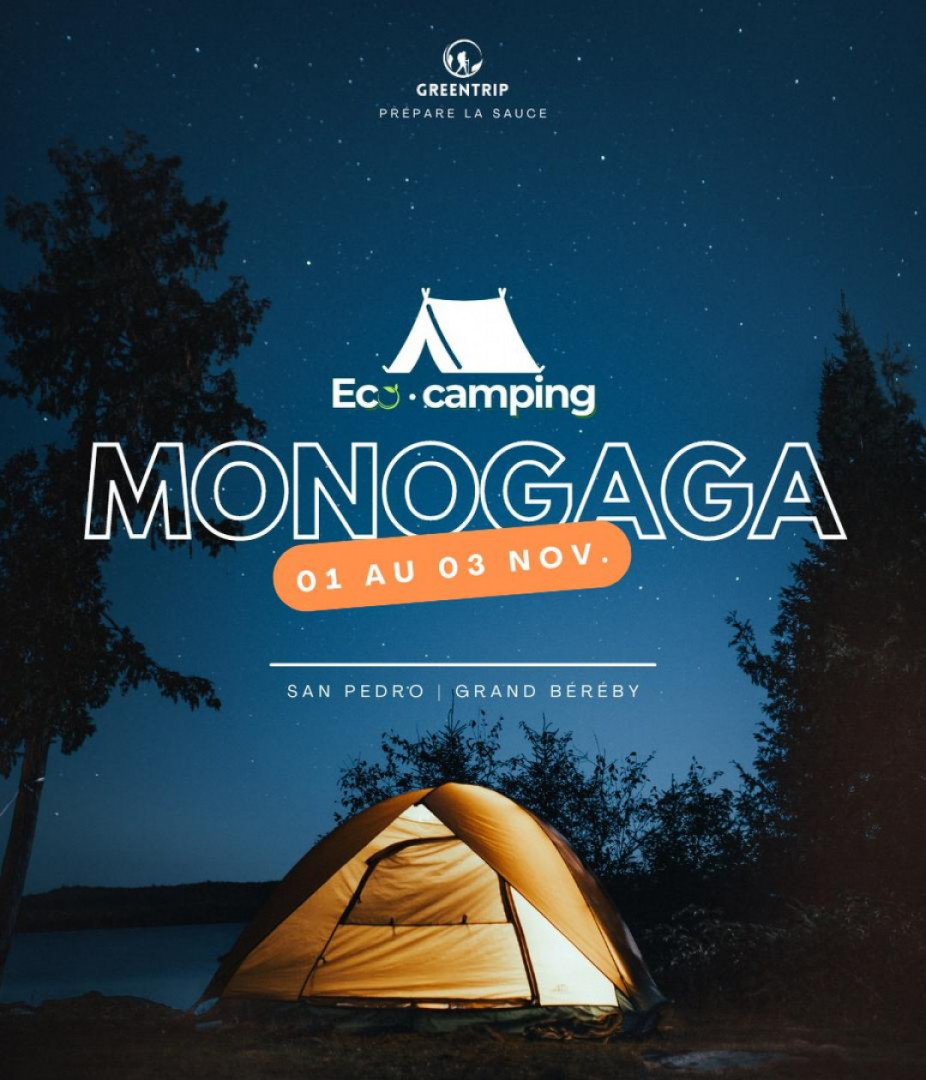 GREENTRIP
PRÉPARE LA SAUCE
Eco • camping
MONOGAGA
01 AU 03 NOV.
SAN PEDRO | GRAND BÉRÉBY